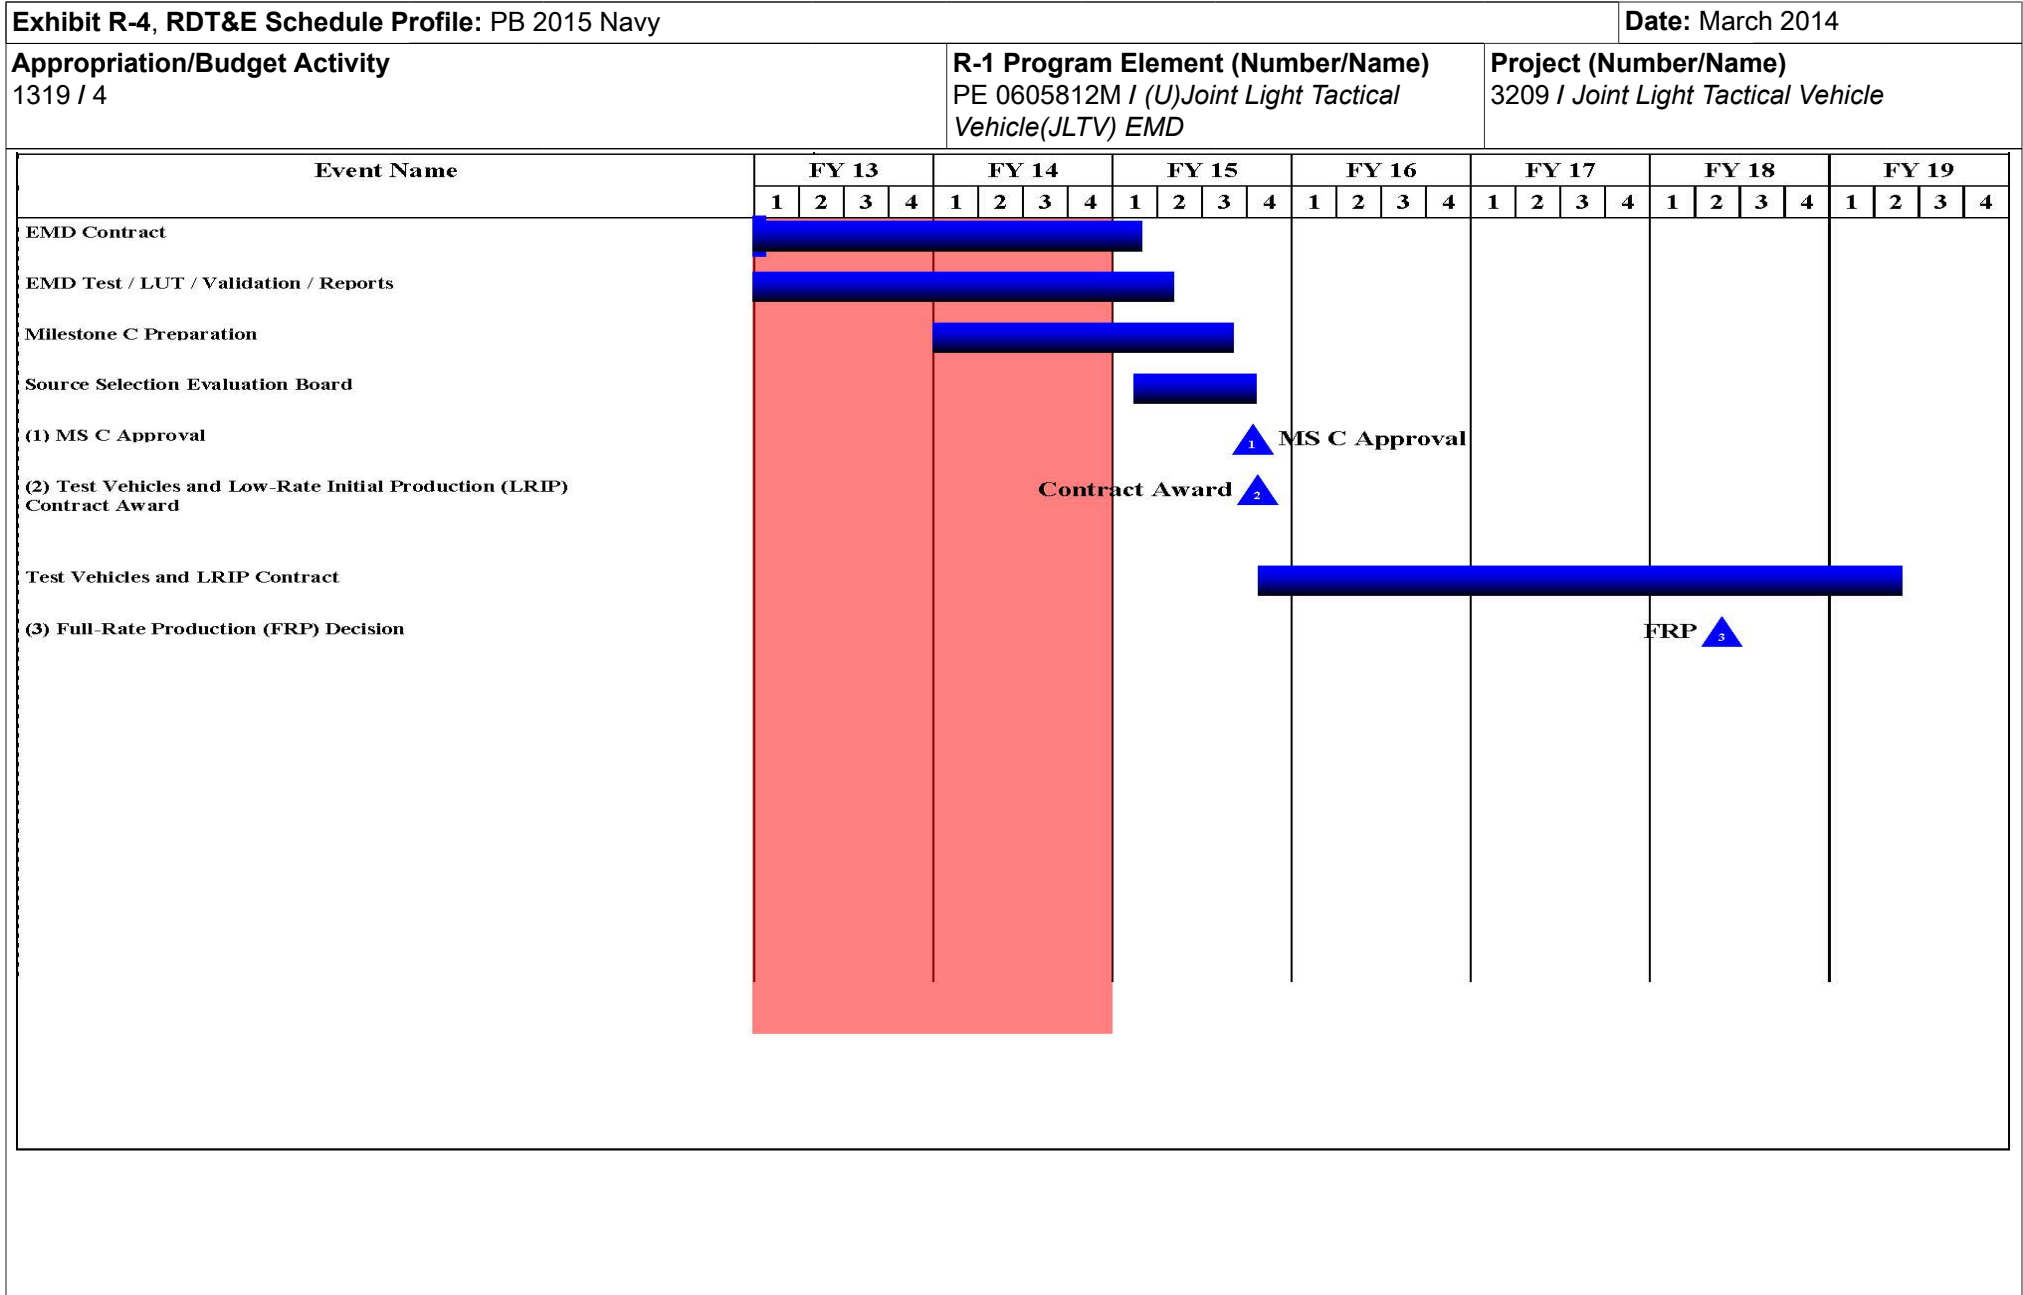 Exhibit R-4, RDT&E Schedule Profile: PB 2015 Navy
Date: March 2014
Appropriation/Budget Activity
1319 / 4
R-1 Program Element (Number/Name)
PE 0605812M / (U)Joint Light Tactical
Vehicle(JLTV) EMD
Project (Number/Name)
3209 / Joint Light Tactical Vehicle
Event Name FY 13 FY 14 FY 15 FY 16 FY 17 FY 18 FY 19
1 2 3 4 1 2 3 4 1 2 3 4 1 2 3 4 1 2 3 4 1 2 3 4 1 2 3 4
EMD Contract
EMD Test / LUT / Validation / Reports
Milestone C Preparation
Source Selection Evaluation Board
(1) MS C Approval
1 MS C Approval
(2) Test Vehicles and Low-Rate Initial Production (LRIP)
Contract Award
Contract Award 2
Test Vehicles and LRIP Contract
(3) Full-Rate Production (FRP) Decision
FRP 3